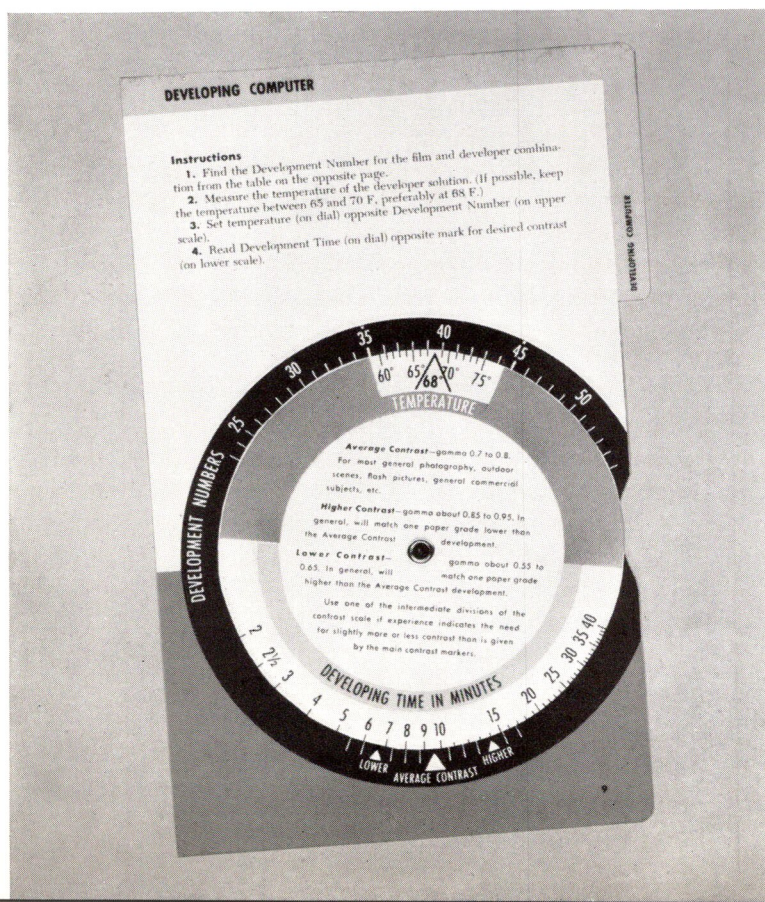 DEVELOPING COMPUTER
Instructions
1. Find the Development Number for the film and developer combina-
tion from the table on the opposite page.
2. Measure the temperature of the developer solution. (If possible, keep
the temperature between 65 and 70 F, preferably at 68 F.)
3. Set temperature (on dial) opposite Development Number (on upper
scale).
4. Read Development Time (on dial) opposite mark for desired contrast
(on lower scale).
DEVELOPING COMPUTER
DEVELOPMENT NUMBERS
25 30 35 40 45 50
60° 65° 68° 70° 75°
TEMPERATURE
Average Contrast—gamma 0.7 to 0.8.
For most general photography, outdoor
scenes, flash pictures, general commercial
subjects, etc.
Higher Contrast—gamma about 0.85 to 0.95. In
general, will match one paper grade lower than
the Average Contrast development.
Lower Contrast— gamma about 0.55 to
0.65. In general, will match one paper grade
higher than the Average Contrast development.
Use one of the intermediate divisions of the
contrast scale if experience indicates the need
for slightly more or less contrast than is given
by the main contrast markers.
DEVELOPING TIME IN MINUTES
2 2½ 3 4 5 6 7 8 9 10 15 20 25 30 35 40
LOWER AVERAGE CONTRAST HIGHER
9